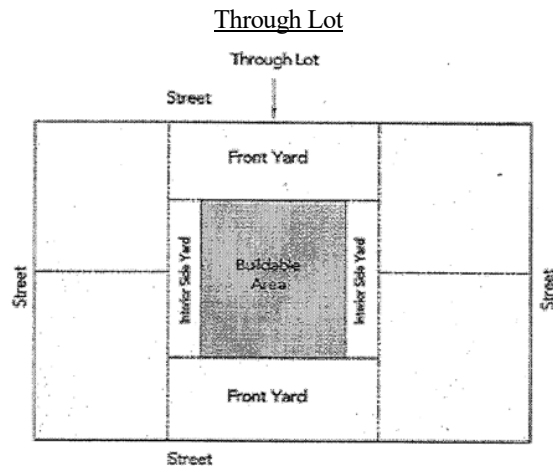 Through Lot
Through Lot
Street
Front Yard
Street
Interior Side Yard
Buildable
Area
Interior Side Yard
Street
Front Yard
Street